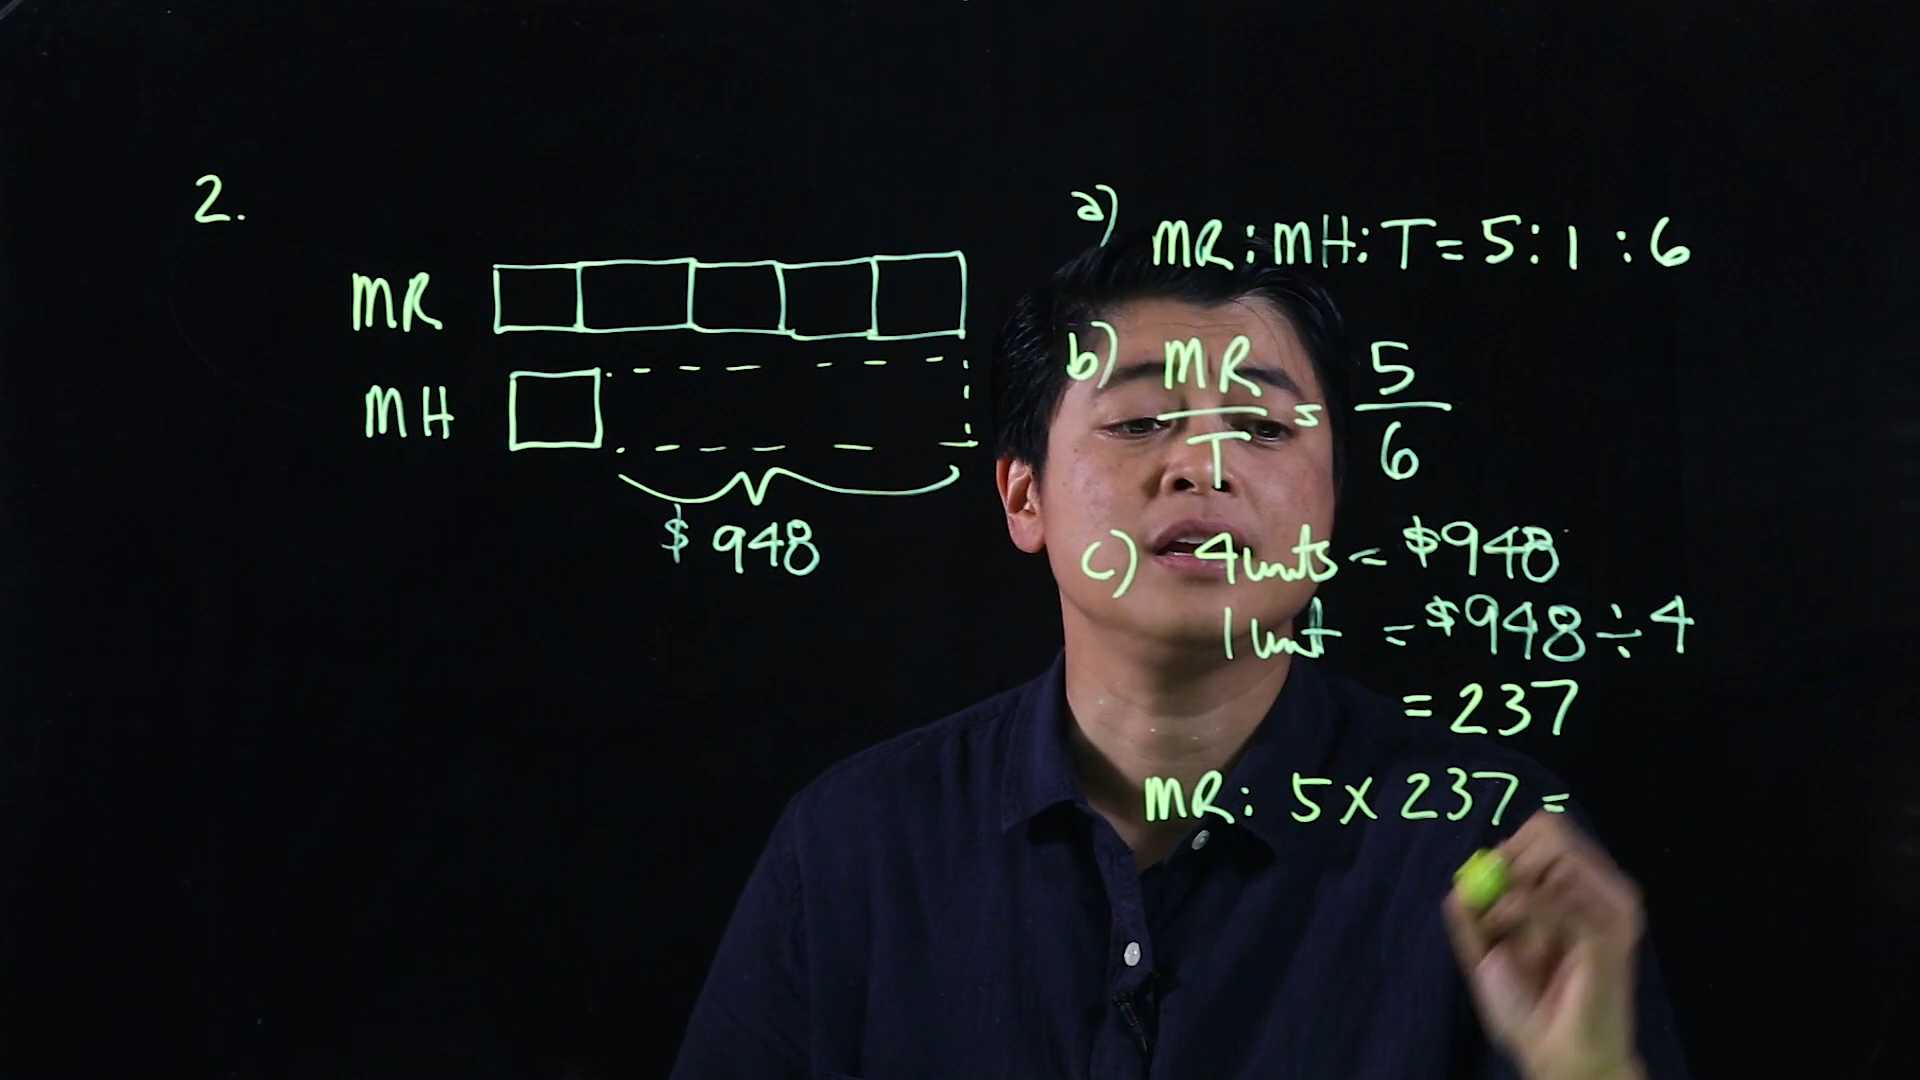 2.
MR
MH
$ 948
a) MR : MH : T = 5 : 1 : 6
b) MR/T = 5/6
c) 4 units = $948
1 unit = $948 ÷ 4
= 237
MR: 5 x 237 =